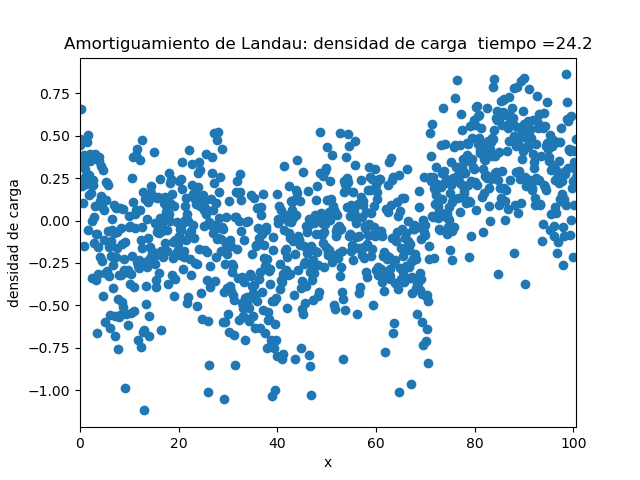 Amortiguamiento de Landau: densidad de carga  tiempo =24.2
densidad de carga
0.75
0.50
0.25
0.00
−0.25
−0.50
−0.75
−1.00
0 20 40 60 80 100
x